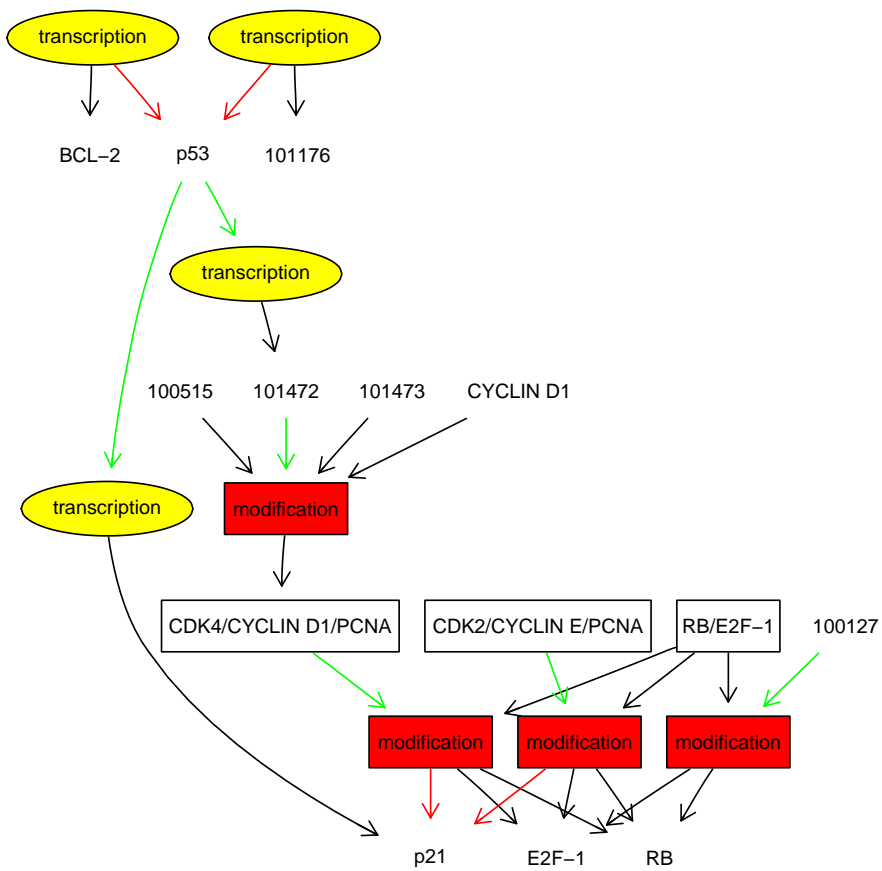 transcription
transcription
BCL−2
p53
101176
transcription
100515
101472
101473
CYCLIN D1
transcription
modification
CDK4/CYCLIN D1/PCNA
CDK2/CYCLIN E/PCNA
RB/E2F−1
100127
modification
modification
modification
p21
E2F−1
RB